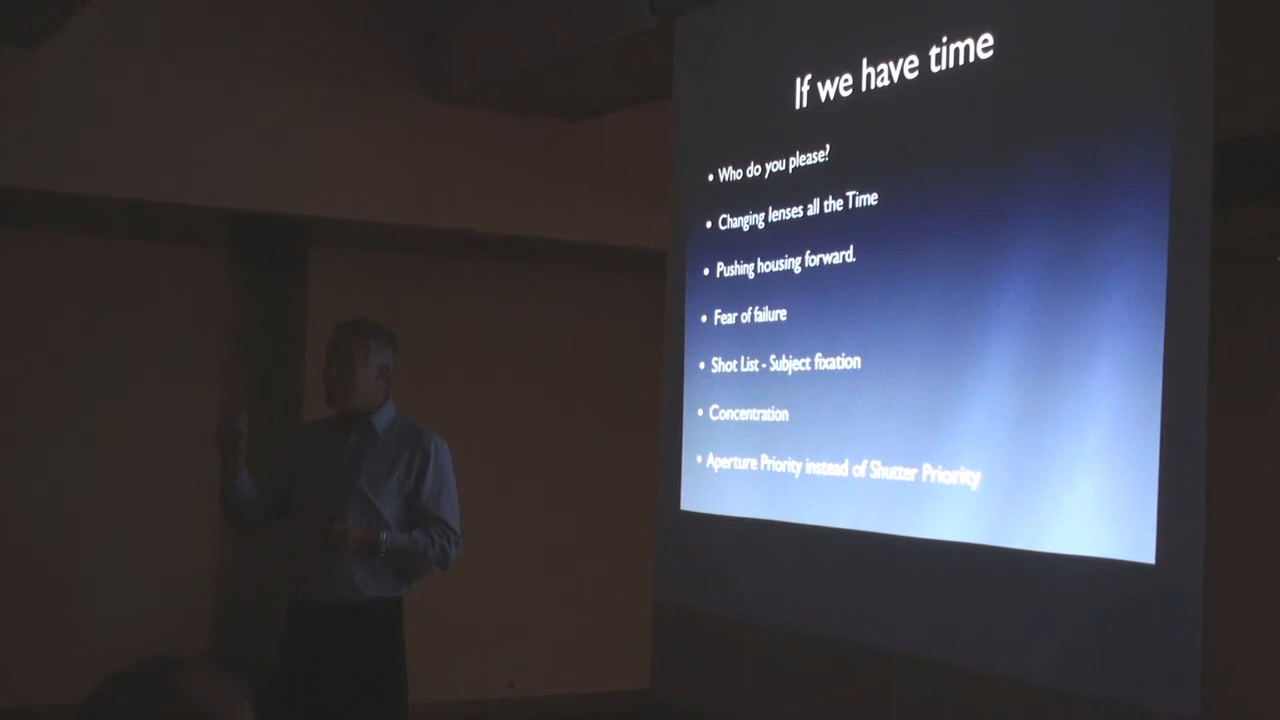 If we have time
• Who do you please?
• Changing lenses all the Time
• Pushing housing forward.
• Fear of failure
• Shot List - Subject fixation
• Concentration
• Aperture Priority instead of Shutter Priority